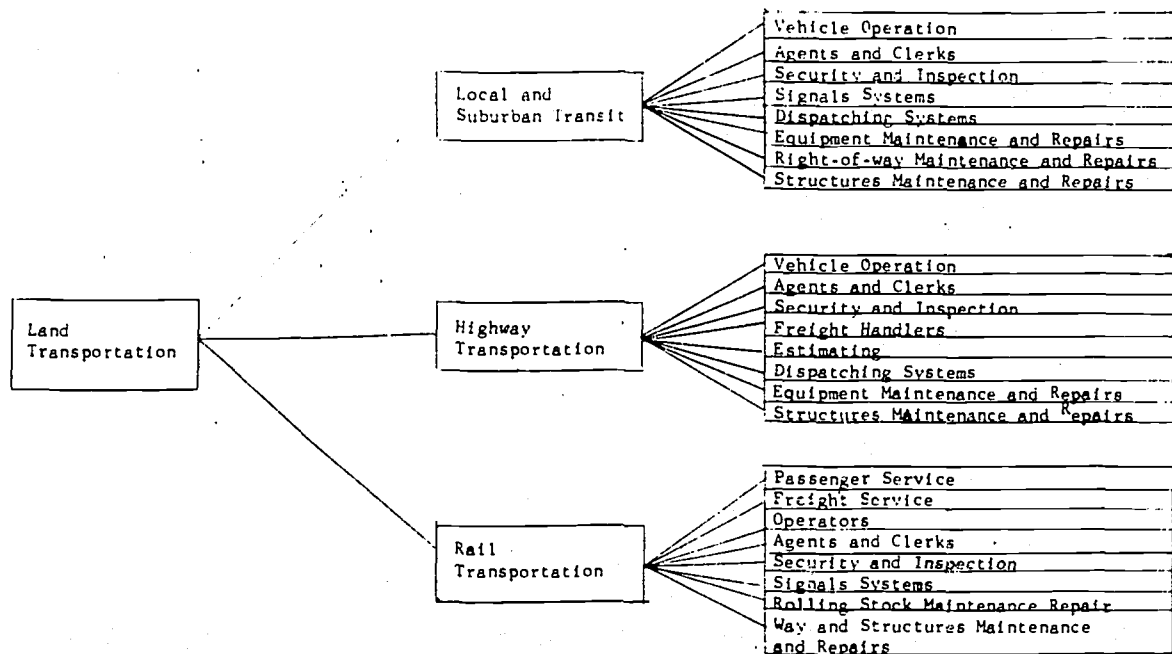 Land
Transportation
Local and
Suburban Transit
Vehicle Operation
Agents and Clerks
Security and Inspection
Signals Systems
Dispatching Systems
Equipment Maintenance and Repairs
Right-of-way Maintenance and Repairs
Structures Maintenance and Repairs
Highway
Transportation
Vehicle Operation
Agents and Clerks
Security and Inspection
Freight Handlers
Estimating
Dispatching Systems
Equipment Maintenance and Repairs
Structures Maintenance and Repairs
Rail
Transportation
Passenger Service
Freight Service
Operators
Agents and Clerks
Security and Inspection
Signals Systems
Rolling Stock Maintenance Repair
Way and Structures Maintenance
and Repairs